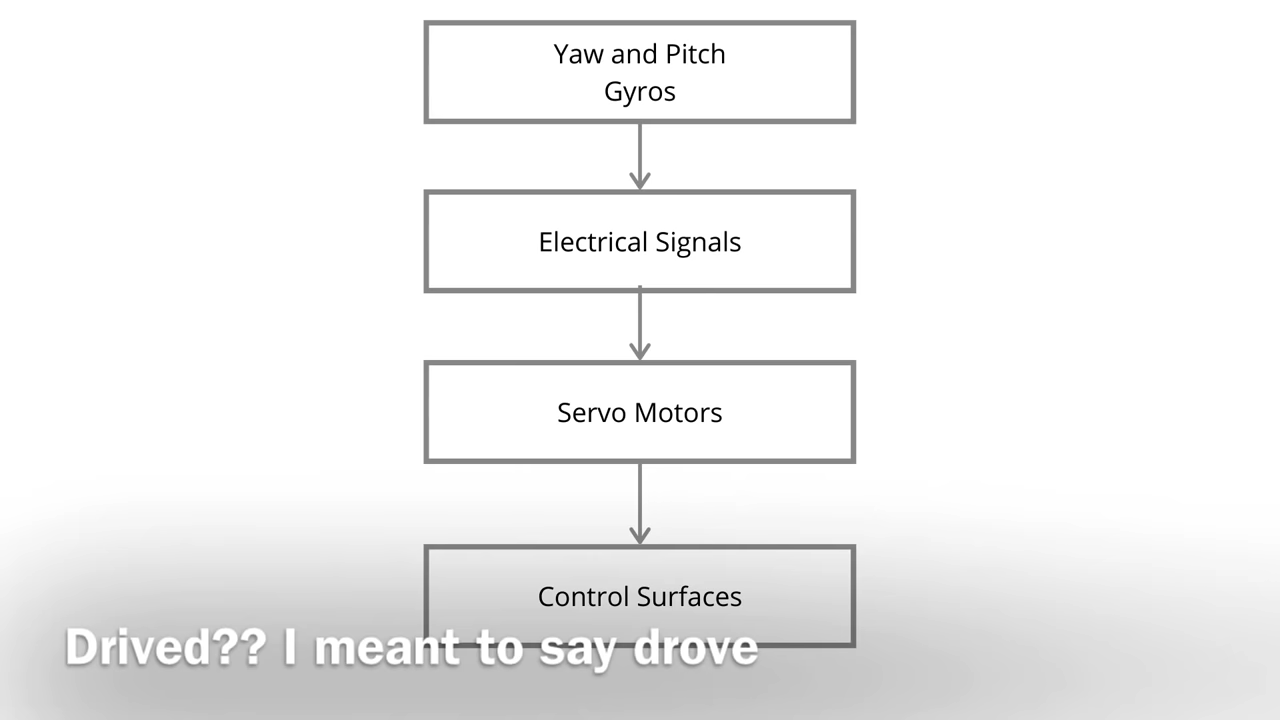 Yaw and Pitch
Gyros
Electrical Signals
Servo Motors
Control Surfaces
Drived?? I meant to say drove